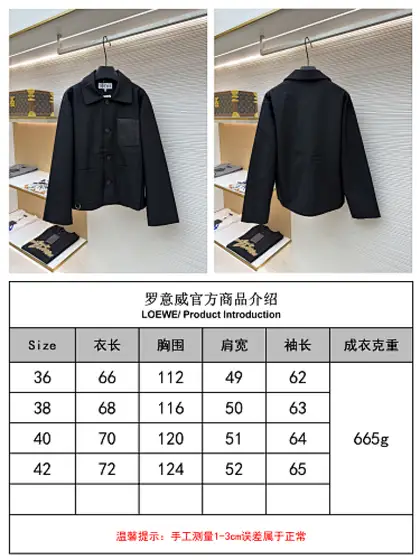 罗意威官方商品介绍
LOEWE/ Product Introduction
Size 衣长 胸围 肩宽 袖长 成衣克重
36 66 112 49 62
38 68 116 50 63
40 70 120 51 64
42 72 124 52 65
665g
温馨提示：手工测量1-3cm误差属于正常